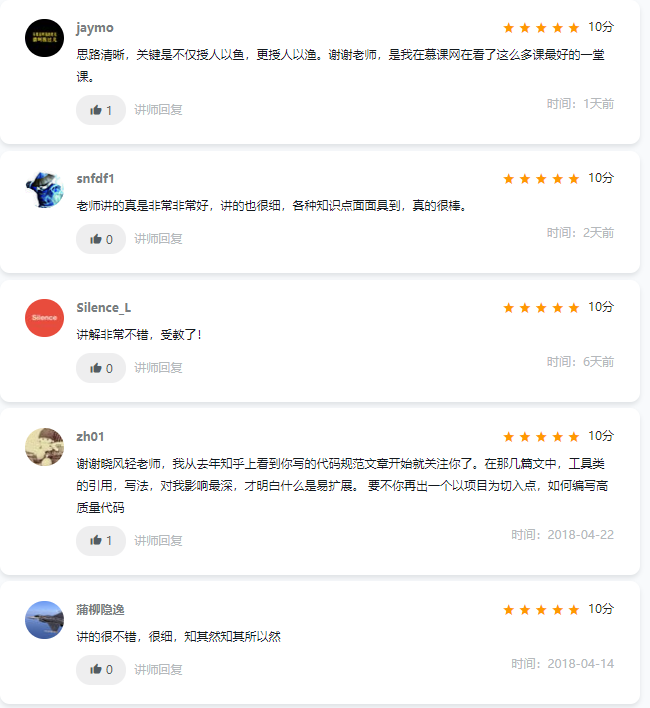 jaymo
10分
思路清晰，关键是不仅授人以鱼，更授人以渔。谢谢老师，是我在慕课网在看了这么多课最好的一堂
课。
1 讲师回复
时间：1天前
snfdf1
10分
老师讲的真是非常非常好，讲的也很细，各种知识点面面具到，真的很棒。
0 讲师回复
时间：2天前
Silence
Silence_L
10分
讲解非常不错，受教了！
0 讲师回复
时间：6天前
zh01
10分
谢谢晓风轻老师，我从去年知乎上看到你写的代码规范文章开始就关注你了。在那几篇文中，工具类
的引用，写法，对我影响最深，才明白什么是易扩展。 要不你再出一个以项目为切入点，如何编写高
质量代码
1 讲师回复
时间：2018-04-22
蒲柳隐逸
10分
讲的很不错，很细，知其然知其所以然
0 讲师回复
时间：2018-04-14